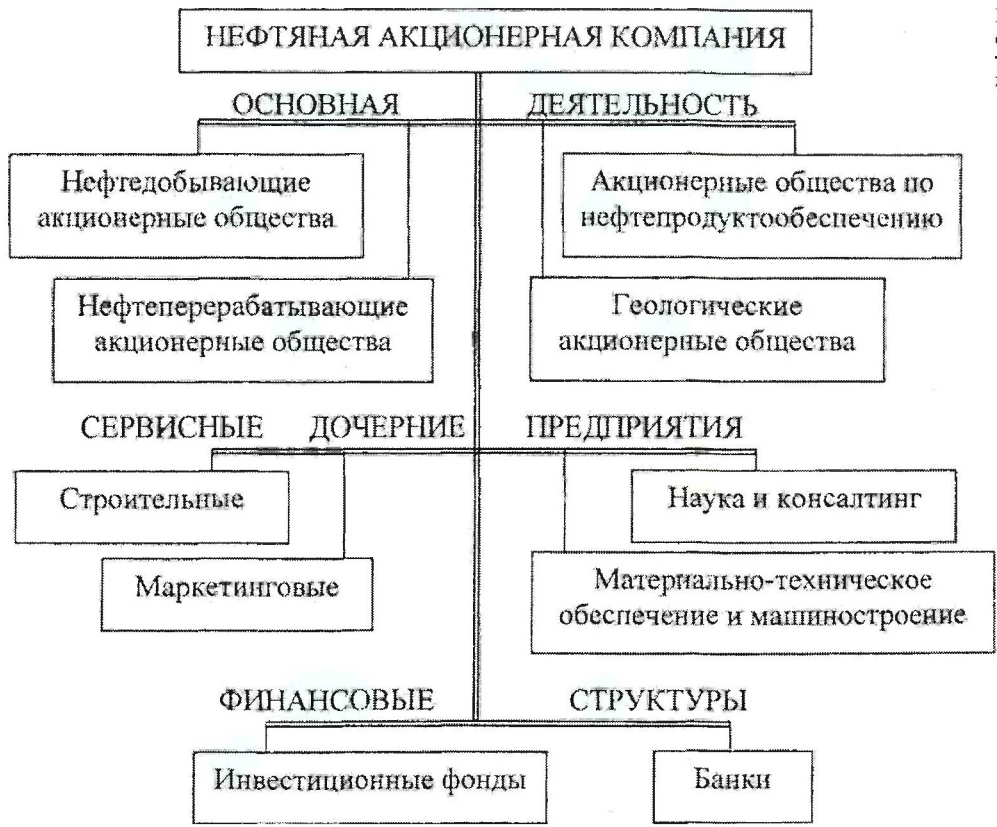 НЕФТЯНАЯ АКЦИОНЕРНАЯ КОМПАНИЯ
ОСНОВНАЯ ДЕЯТЕЛЬНОСТЬ
Нефтедобывающие
акционерные общества
Акционерные общества по
нефтепродуктообеспечению
Нефтеперерабатывающие
акционерные общества
Геологические
акционерные общества
СЕРВИСНЫЕ ДОЧЕРНИЕ ПРЕДПРИЯТИЯ
Строительные
Наука и консалтинг
Маркетинговые
Материально-техническое
обеспечение и машиностроение
ФИНАНСОВЫЕ СТРУКТУРЫ
Инвестиционные фонды
Банки